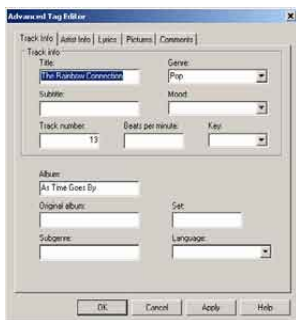 Advanced Tag Editor
Track Info
Artist Info
Lyrics
Pictures
Comments
Track info
Title:
Genre:
The Rainbow Connection
Pop
Subtitle:
Mood:
Track number:
Beats per minute:
Key:
13
Album:
As Time Goes By
Original album:
Set:
Subgenre:
Language:
OK
Cancel
Apply
Help